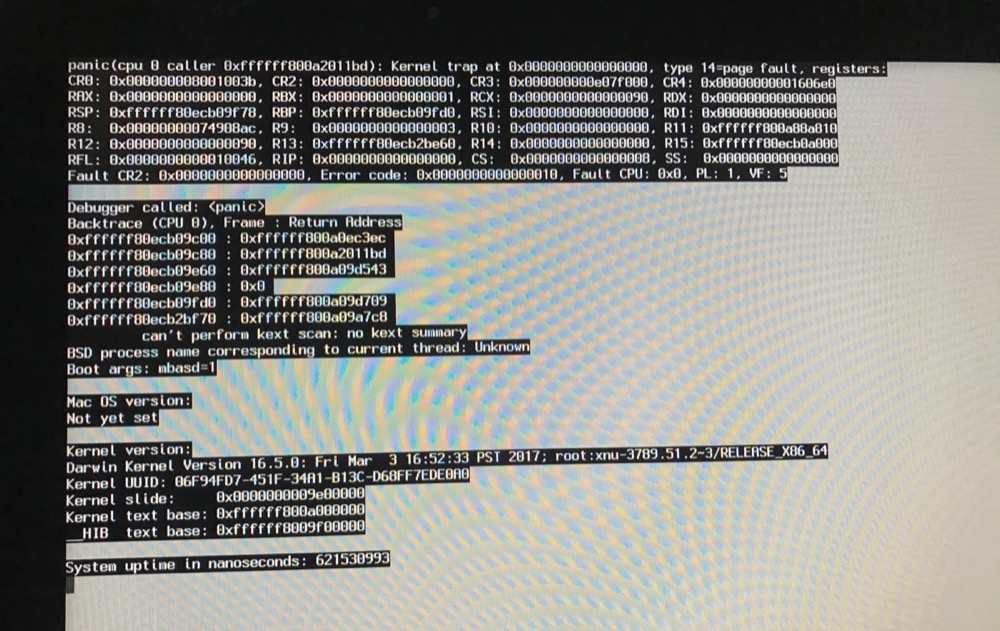 panic(cpu 0 caller 0xffffff800a2011bd): Kernel trap at 0x0000000000000000, type 14=page fault, registers:
CR0: 0x000000008001003b, CR2: 0x0000000000000000, CR3: 0x000000000e07f000, CR4: 0x00000000001606e0
RAX: 0x0000000000000000, RBX: 0x0000000000000001, RCX: 0x0000000000000090, RDX: 0x0000000000000000
RSP: 0xffffff80ecb09f78, RBP: 0xffffff80ecb09fd0, RSI: 0x0000000000000000, RDI: 0x0000000000000000
R8:  0x00000000074908ac, R9:  0x0000000000000003, R10: 0x0000000000000000, R11: 0xffffff800a88a810
R12: 0x0000000000000090, R13: 0xffffff80ecb2be60, R14: 0x0000000000000000, R15: 0xffffff80ecb0a000
RFL: 0x0000000000010046, RIP: 0x0000000000000000, CS:  0x0000000000000008, SS:  0x0000000000000000
Fault CR2: 0x0000000000000000, Error code: 0x0000000000000010, Fault CPU: 0x0, PL: 1, VF: 5
Debugger called: <panic>
Backtrace (CPU 0), Frame : Return Address
0xffffff80ecb09c00 : 0xffffff800a0ec3ec
0xffffff80ecb09c80 : 0xffffff800a2011bd
0xffffff80ecb09e60 : 0xffffff800a09d543
0xffffff80ecb09e80 : 0x0
0xffffff80ecb09fd0 : 0xffffff800a09d709
0xffffff80ecb2bf70 : 0xffffff800a09a7c8
can't perform kext scan: no kext summary
BSD process name corresponding to current thread: Unknown
Boot args: mbasd=1
Mac OS version:
Not yet set
Kernel version:
Darwin Kernel Version 16.5.0: Fri Mar  3 16:52:33 PST 2017; root:xnu-3789.51.2~3/RELEASE_X86_64
Kernel UUID: 06F94FD7-451F-34A1-B13C-D68FF7EDE0A0
Kernel slide:     0x0000000009e00000
Kernel text base: 0xffffff800a000000
__HIB  text base: 0xffffff8009f00000
System uptime in nanoseconds: 621530993